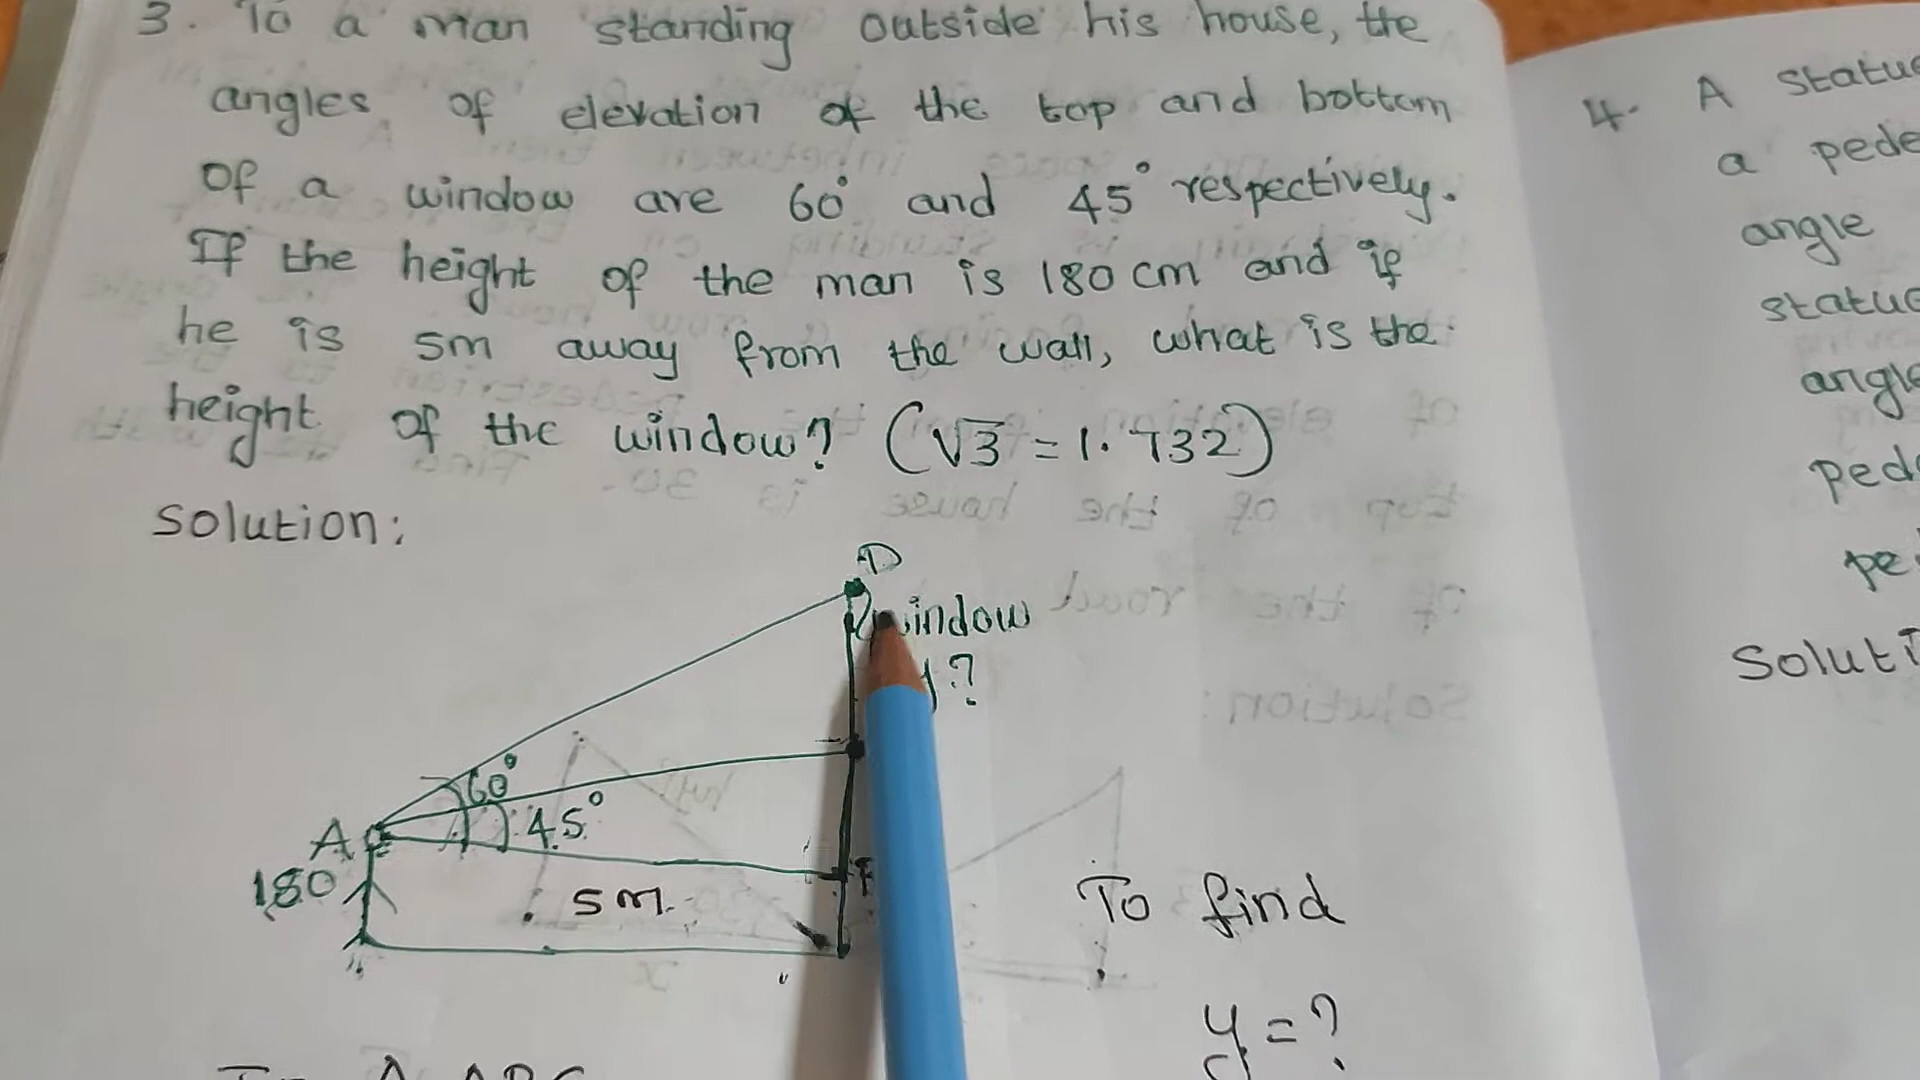 3. To a man standing outside his house, the
angles of elevation of the top and bottom
of a window are 60° and 45° respectively.
If the height of the man is 180 cm and if
he is 5m away from the wall, what is the
height of the window? (√3 = 1.732)
solution:
D
window
y?
60°
45°
A
180
5m
To find
y = ?
4. A statue
a pede
angle
statue
angle
ped
pe
Soluti